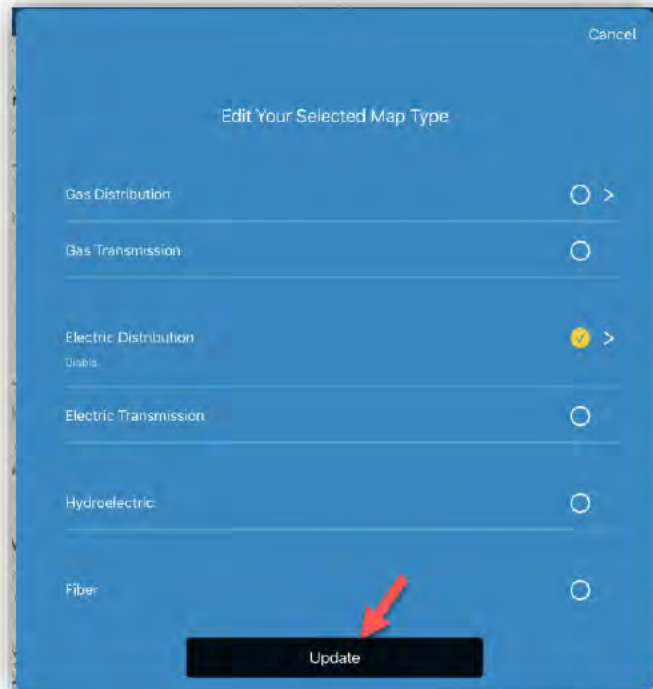 Cancel
Edit Your Selected Map Type
Gas Distribution
Gas Transmission
Electric Distribution
Diablo
Electric Transmission
Hydroelectric
Fiber
Update